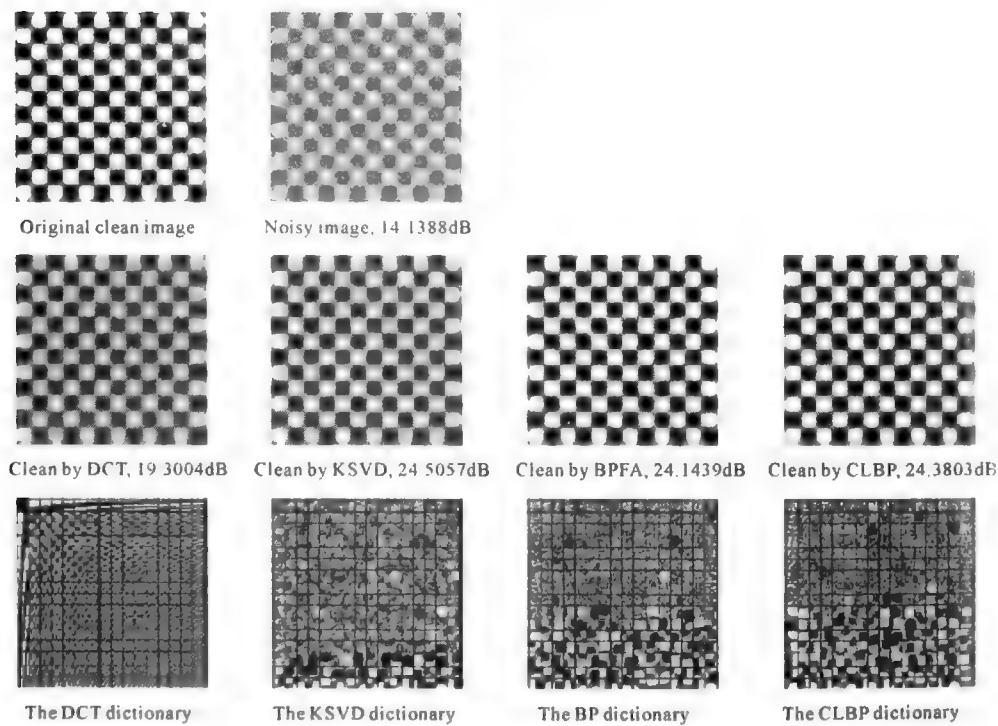 Original clean image
Noisy image, 14 1388dB
Clean by DCT, 19 3004dB
Clean by KSVD, 24 5057dB
Clean by BPFA, 24.1439dB
Clean by CLBP, 24.3803dB
The DCT dictionary
The KSVD dictionary
The BP dictionary
The CLBP dictionary